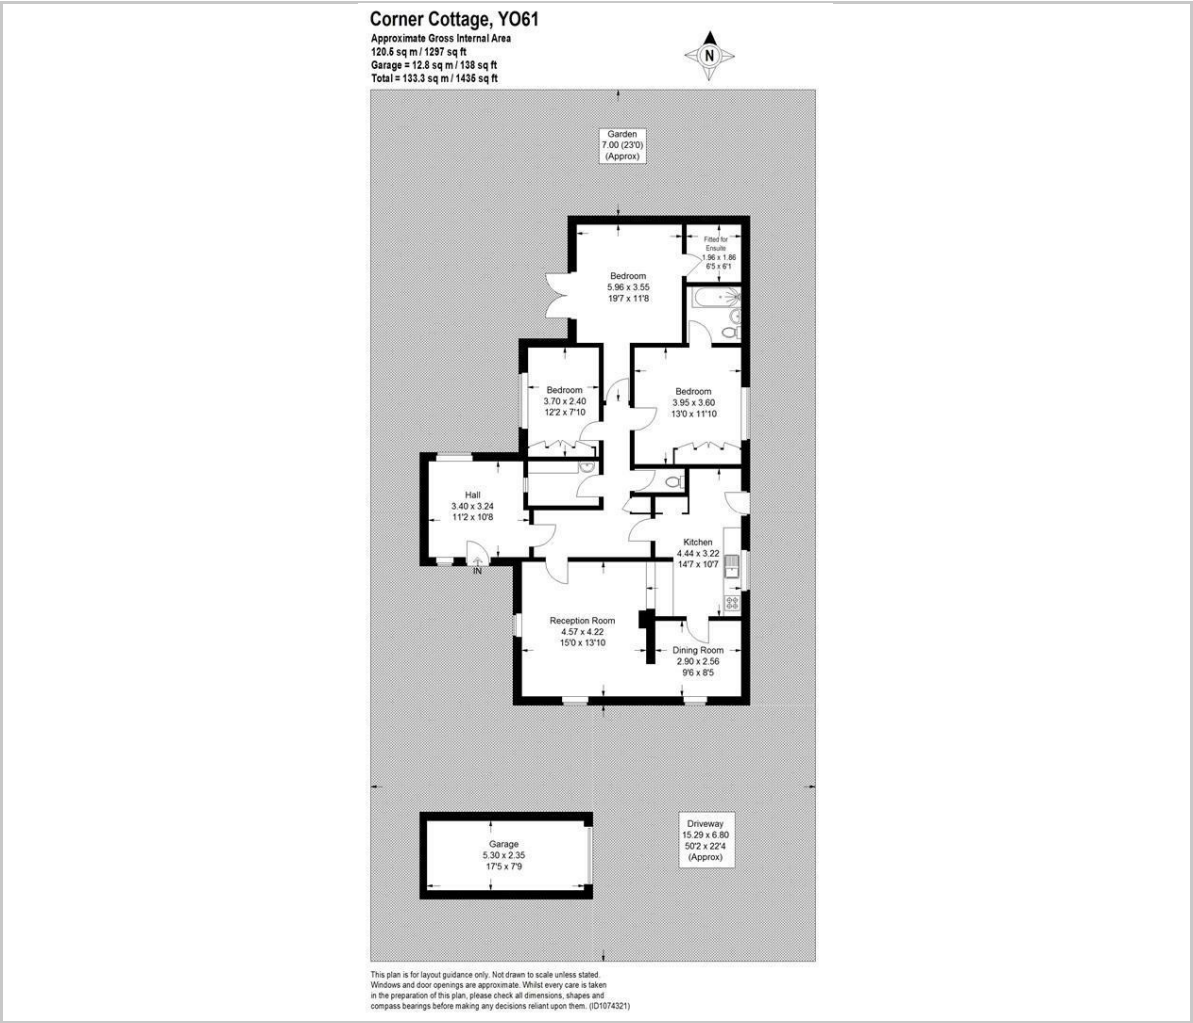 Corner Cottage, YO61
Approximate Gross Internal Area
120.5 sq m / 1297 sq ft
Garage = 12.8 sq m / 138 sq ft
Total = 133.3 sq m / 1435 sq ft
N
Garden
7.00 (23'0)
(Approx)
Fitted for
Ensuite
1.96 x 1.86
6'5 x 6'1
Bedroom
5.96 x 3.55
19'7 x 11'8
Bedroom
3.70 x 2.40
12'2 x 7'10
Bedroom
3.95 x 3.60
13'0 x 11'10
Hall
3.40 x 3.24
11'2 x 10'8
IN
Kitchen
4.44 x 3.22
14'7 x 10'7
Reception Room
4.57 x 4.22
15'0 x 13'10
Dining Room
2.90 x 2.56
9'6 x 8'5
Garage
5.30 x 2.35
17'5 x 7'9
Driveway
15.29 x 6.80
50'2 x 22'4
(Approx)
This plan is for layout guidance only. Not drawn to scale unless stated.
Windows and door openings are approximate. Whilst every care is taken
in the preparation of this plan, please check all dimensions, shapes and
compass bearings before making any decisions reliant upon them. (ID1074321)